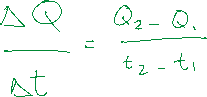 ΔQ / Δt = Q₂ - Q₁ / t₂ - t₁